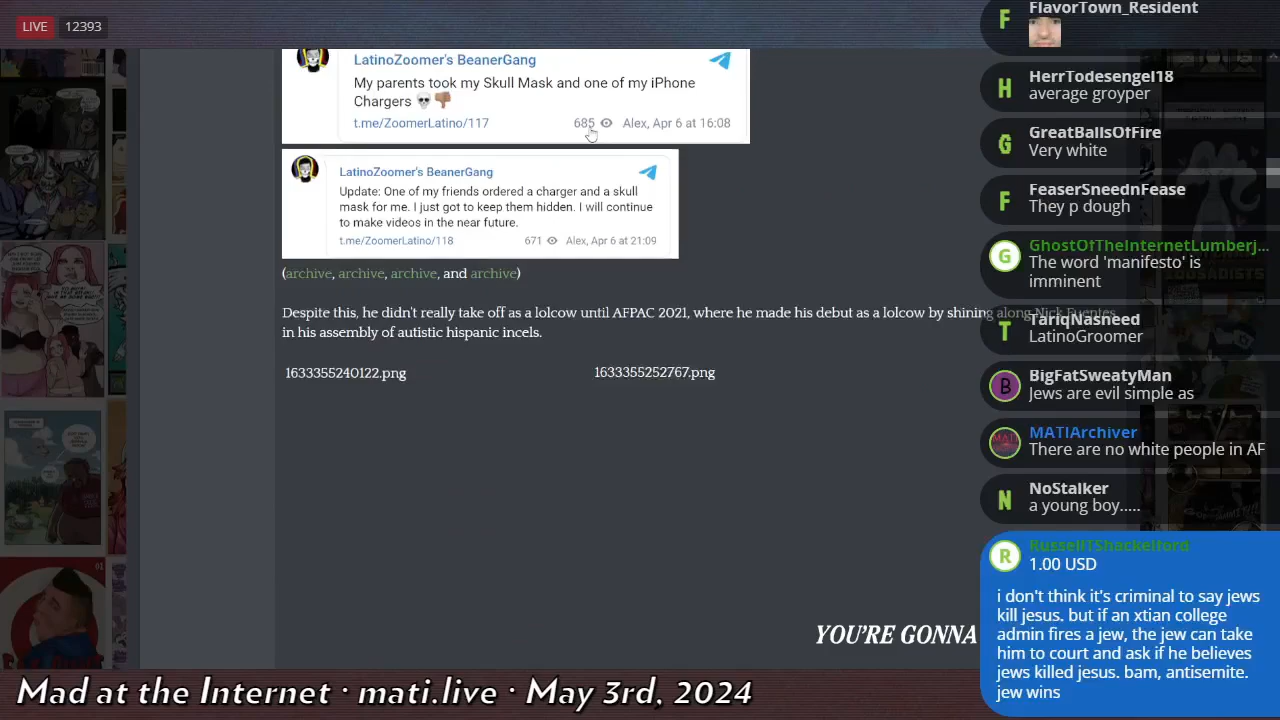 LIVE 12393
LatinoZoomer's BeanerGang
My parents took my Skull Mask and one of my iPhone
Chargers 💀👎🏽
t.me/ZoomerLatino/117 685 Alex, Apr 6 at 16:08
LatinoZoomer's BeanerGang
Update: One of my friends ordered a charger and a skull
mask for me. I just got to keep them hidden. I will continue
to make videos in the near future.
t.me/ZoomerLatino/118 671 Alex, Apr 6 at 21:09
(archive, archive, archive, and archive)
Despite this, he didn't really take off as a lolcow until AFPAC 2021, where he made his debut as a lolcow by shining along Nick Fuentes
in his assembly of autistic hispanic incels.
1633355240122.png 1633355252767.png
YOU'RE GONNA
F FlavorTown_Resident
H HerrTodesengel18
average groyper
G GreatBallsOfFire
Very white
F FeaserSneednFease
They p dough
G GhostOfTheInternetLumberj...
The word 'manifesto' is
imminent
T TariqNasneed
LatinoGroomer
B BigFatSweatyMan
Jews are evil simple as
MATI MATIArchiver
There are no white people in AF
N NoStalker
a young boy.....
R RussellTShackelford
1.00 USD
i don't think it's criminal to say jews
kill jesus. but if an xtian college
admin fires a jew, the jew can take
him to court and ask if he believes
jews killed jesus. bam, antisemite.
jew wins
Mad at the Internet · mati.live · May 3rd, 2024